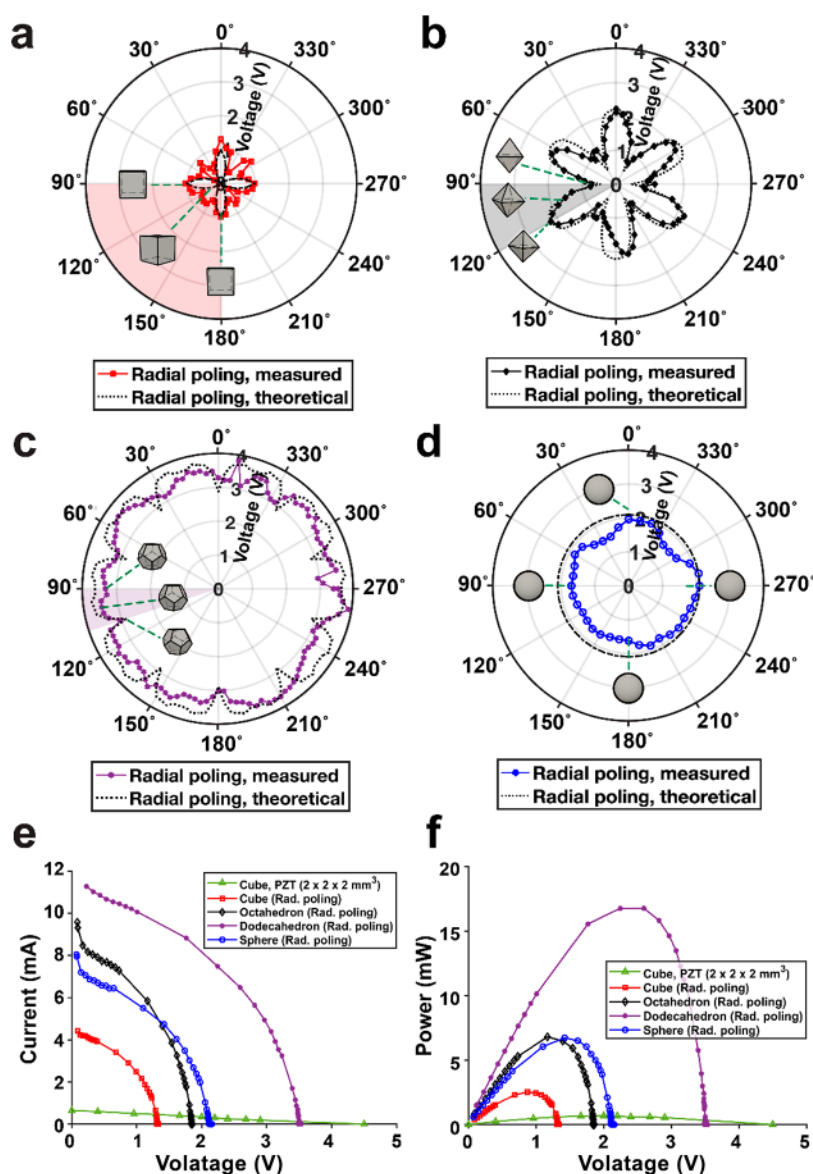 a
0°
30°
330°
60°
300°
90°
270°
120°
240°
150°
210°
180°
4
3
2
Voltage (V)
Radial poling, measured
Radial poling, theoretical
b
0°
30°
330°
60°
300°
90°
270°
120°
240°
150°
210°
180°
4
3
2
1
0
Voltage (V)
Radial poling, measured
Radial poling, theoretical
c
0°
30°
330°
60°
300°
90°
270°
120°
240°
150°
210°
180°
4
3
2
1
0
Voltage (V)
Radial poling, measured
Radial poling, theoretical
d
0°
30°
330°
60°
300°
90°
270°
120°
240°
150°
210°
180°
4
3
2
1
0
Voltage (V)
Radial poling, measured
Radial poling, theoretical
e
12
10
8
6
4
2
0
Current (mA)
Cube, PZT (2 x 2 x 2 mm³)
Cube (Rad. poling)
Octahedron (Rad. poling)
Dodecahedron (Rad. poling)
Sphere (Rad. poling)
0 1 2 3 4 5
Volatage (V)
f
20
15
10
5
0
Power (mW)
Cube, PZT (2 x 2 x 2 mm³)
Cube (Rad. poling)
Octahedron (Rad. poling)
Dodecahedron (Rad. poling)
Sphere (Rad. poling)
0 1 2 3 4 5
Volatage (V)